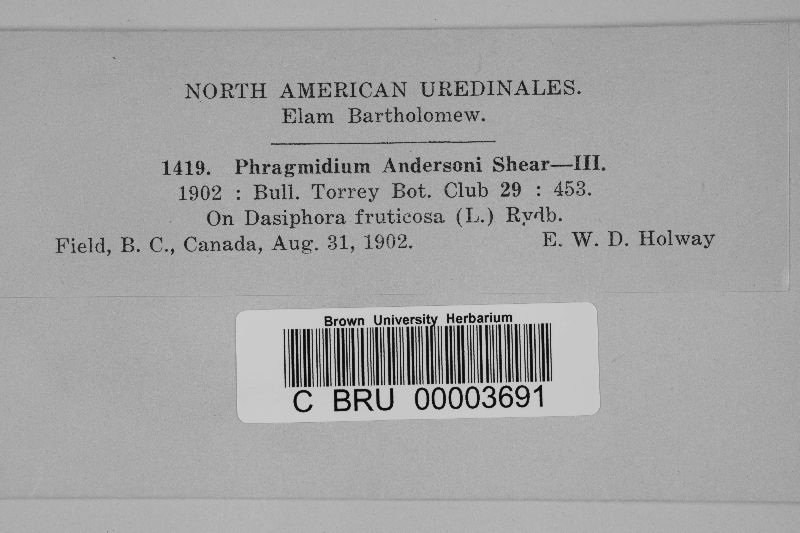 NORTH AMERICAN UREDINALES.
Elam Bartholomew.
1419. Phragmidium Andersoni Shear—III.
1902 : Bull. Torrey Bot. Club 29 : 453.
On Dasiphora fruticosa (L.) Rydb.
Field, B. C., Canada, Aug. 31, 1902. E. W. D. Holway
Brown University Herbarium
C BRU 00003691